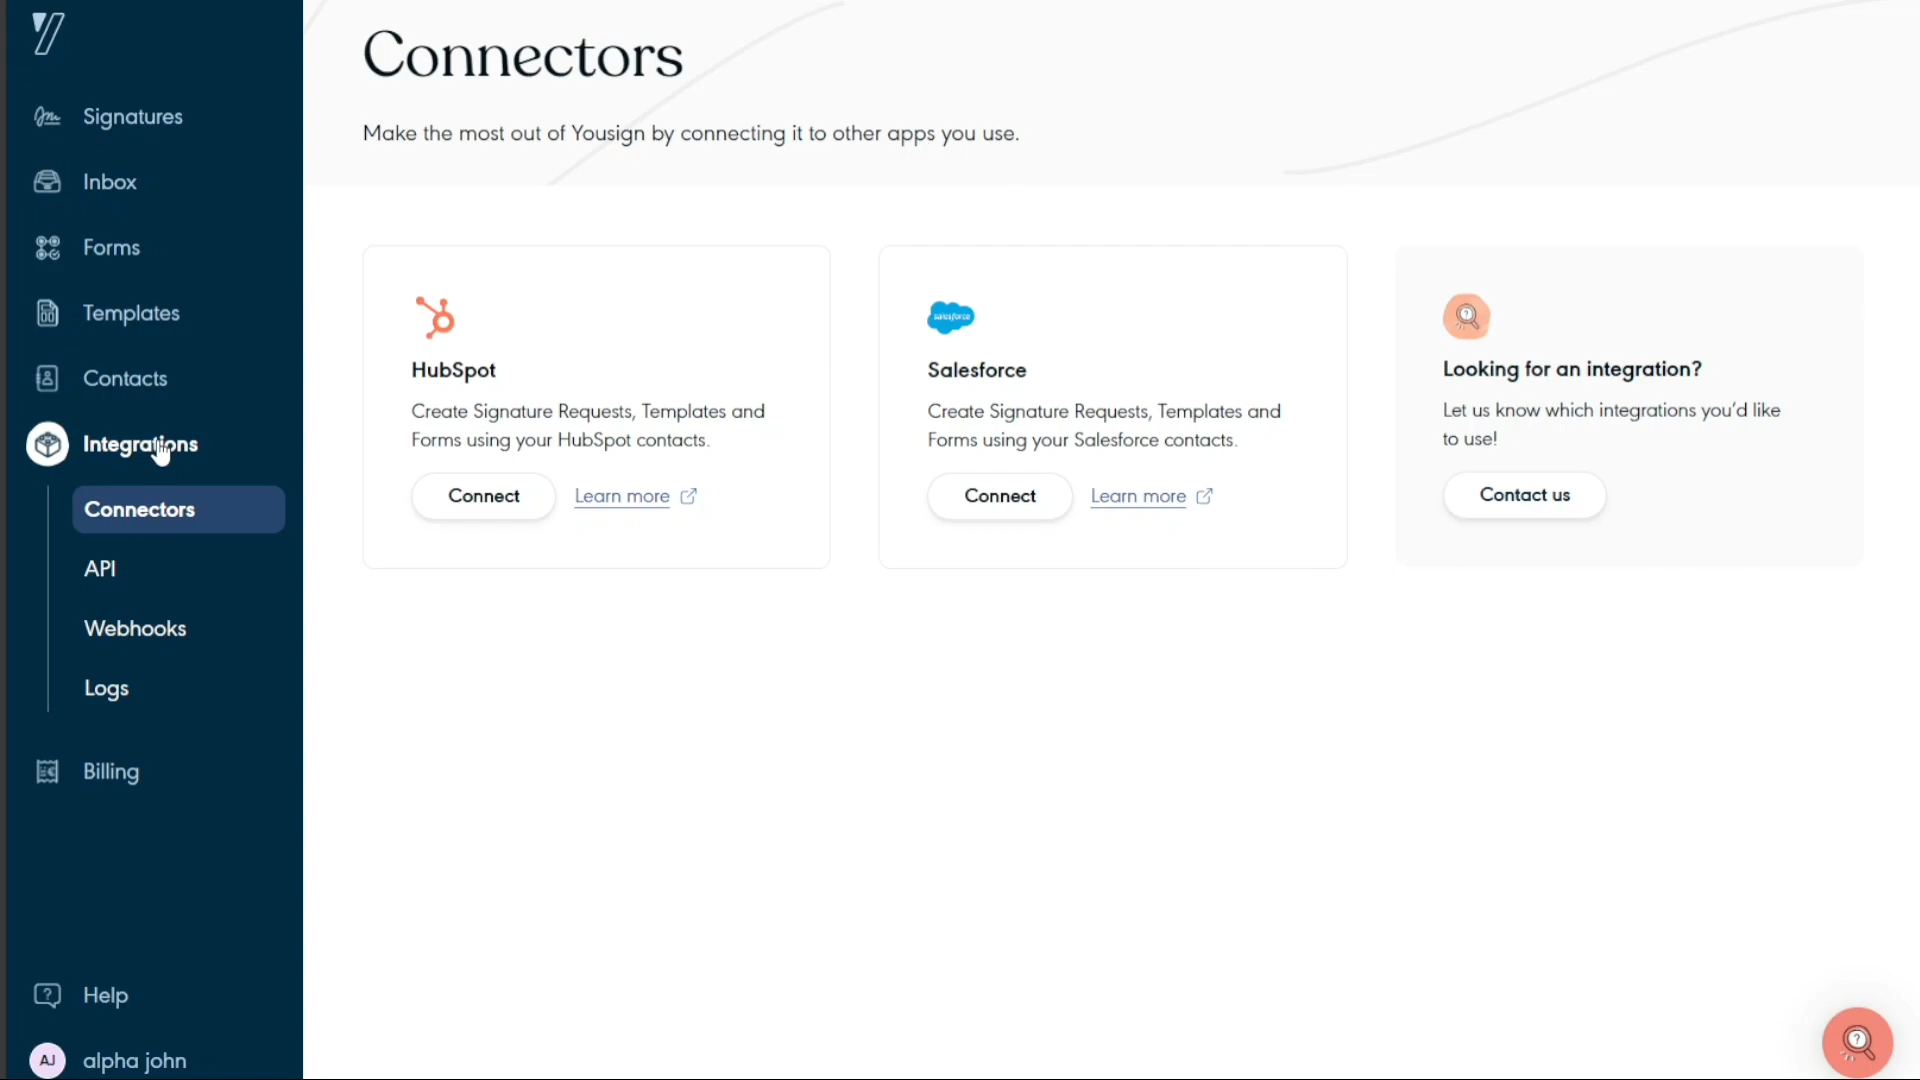 Signatures
Inbox
Forms
Templates
Contacts
Integrations
Connectors
API
Webhooks
Logs
Billing
Help
AJ
alpha john
Connectors
Make the most out of Yousign by connecting it to other apps you use.
HubSpot
Create Signature Requests, Templates and
Forms using your HubSpot contacts.
Connect
Learn more
salesforce
Salesforce
Create Signature Requests, Templates and
Forms using your Salesforce contacts.
Connect
Learn more
Looking for an integration?
Let us know which integrations you'd like
to use!
Contact us